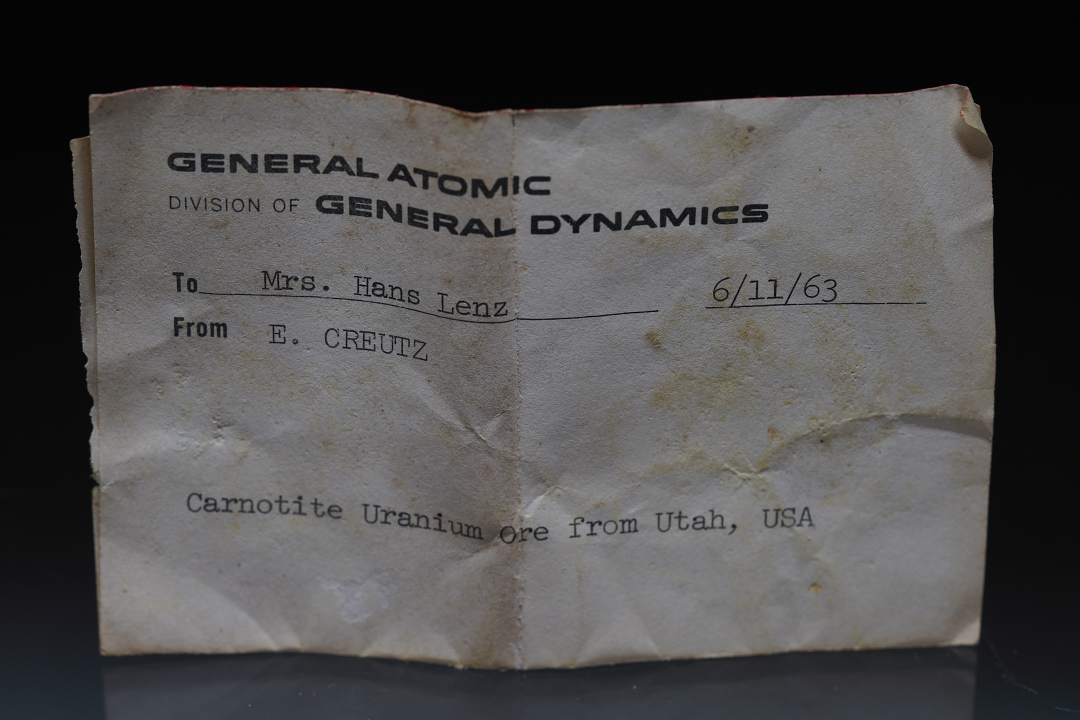 GENERAL ATOMIC
DIVISION OF GENERAL DYNAMICS
To Mrs. Hans Lenz 6/11/63
From E. CREUTZ
Carnotite Uranium Ore from Utah, USA